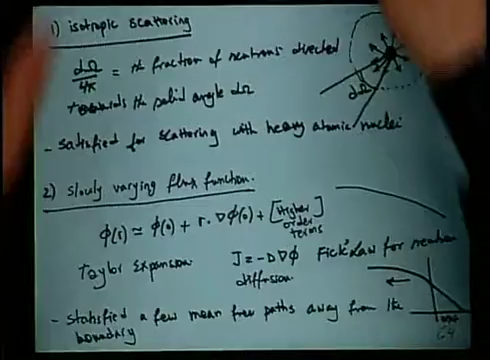 1) isotropic scattering
dΩ/4π = the fraction of neutrons directed
towards the solid angle dΩ
dΩ
- satisfied for scattering with heavy atomic nuclei
2) slowly varying flux function.
φ(r) ≃ φ(0) + r · ∇φ(0) + [Higher order terms]
Taylor Expansion
J = -D∇φ Fick's Law for neutron
diffusion
- Statisfied a few mean free paths away from the
boundary
64